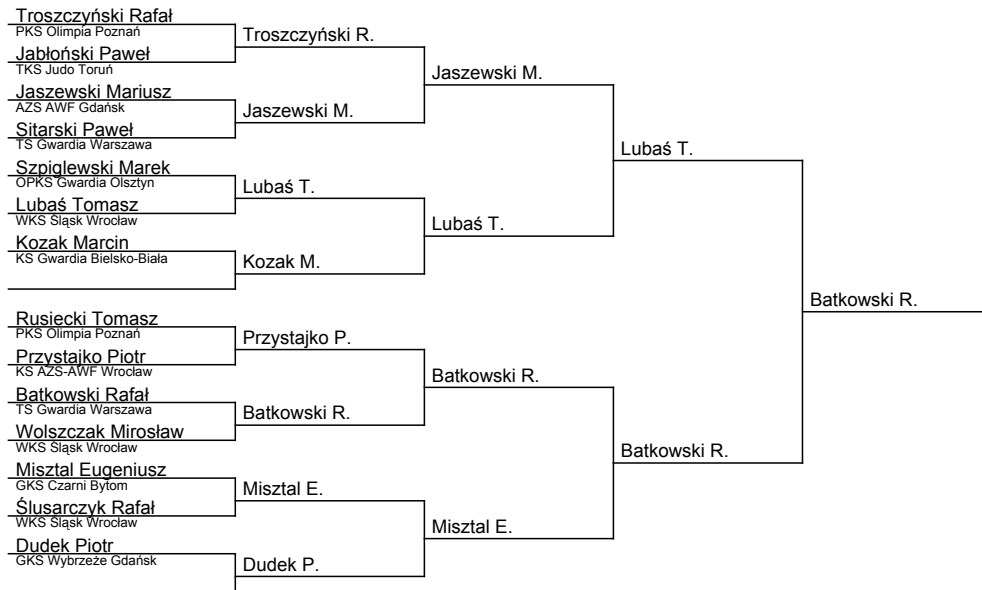 Troszczyński Rafał
PKS Olimpia Poznań
Jabłoński Paweł
TKS Judo Toruń
Jaszewski Mariusz
AZS AWF Gdańsk
Sitarski Paweł
TS Gwardia Warszawa
Szpiglewski Marek
OPKS Gwardia Olsztyn
Lubaś Tomasz
WKS Śląsk Wrocław
Kozak Marcin
KS Gwardia Bielsko-Biała
Rusiecki Tomasz
PKS Olimpia Poznań
Przystajko Piotr
KS AZS-AWF Wrocław
Batkowski Rafał
TS Gwardia Warszawa
Wolszczak Mirosław
WKS Śląsk Wrocław
Misztal Eugeniusz
GKS Czarni Bytom
Ślusarczyk Rafał
WKS Śląsk Wrocław
Dudek Piotr
GKS Wybrzeże Gdańsk
Troszczyński R.
Jaszewski M.
Lubaś T.
Kozak M.
Przystajko P.
Batkowski R.
Misztal E.
Dudek P.
Jaszewski M.
Lubaś T.
Batkowski R.
Misztal E.
Lubaś T.
Batkowski R.
Batkowski R.